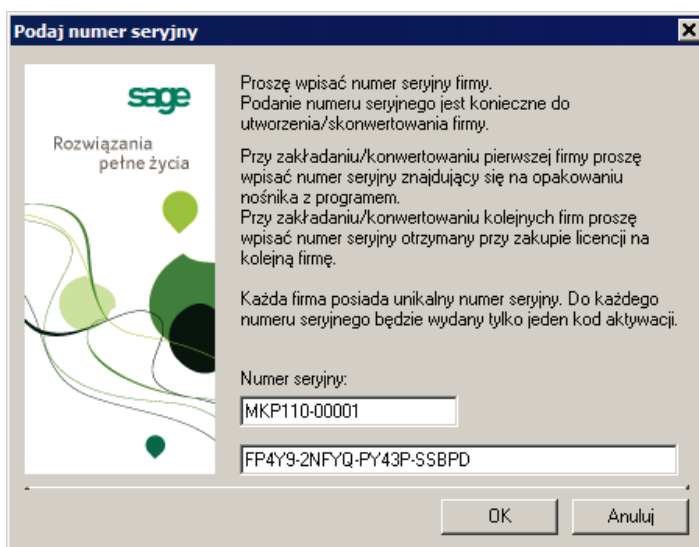 Podaj numer seryjny
sage
Rozwiązania
pełne życia
Proszę wpisać numer seryjny firmy.
Podanie numeru seryjnego jest konieczne do
utworzenia/skonwertowania firmy.
Przy zakładaniu/konwertowaniu pierwszej firmy proszę
wpisać numer seryjny znajdujący się na opakowaniu
nośnika z programem.
Przy zakładaniu/konwertowaniu kolejnych firm proszę
wpisać numer seryjny otrzymany przy zakupie licencji na
kolejną firmę.
Każda firma posiada unikalny numer seryjny. Do każdego
numeru seryjnego będzie wydany tylko jeden kod aktywacji.
Numer seryjny:
MKP110-00001
FP4Y9-2NFYQ-PY43P-SSBPD
OK
Anuluj